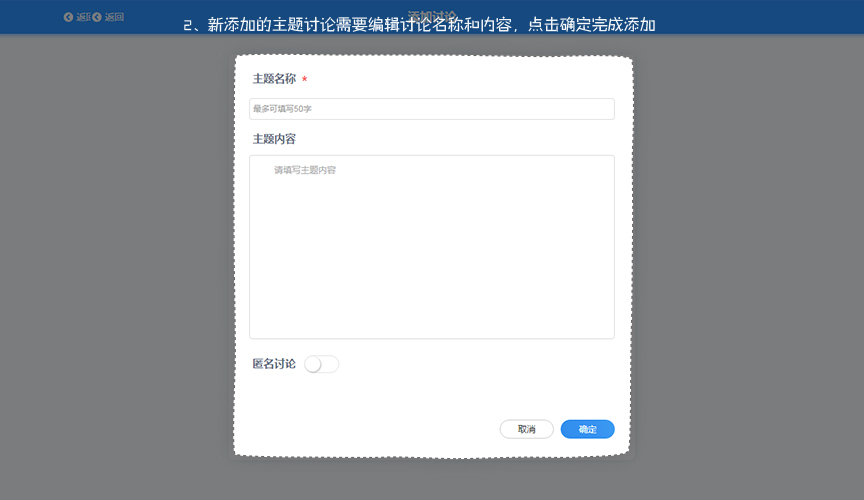 返回
返回
添加讨论
2、新添加的主题讨论需要编辑讨论名称和内容，点击确定完成添加
主题名称 *
最多可填写50字
主题内容
请填写主题内容
匿名讨论
取消 确定